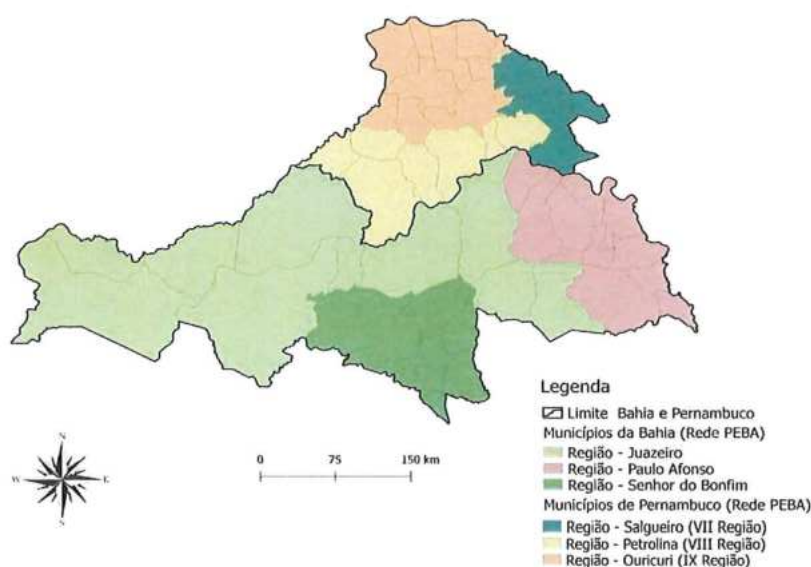 Legenda
Limite Bahia e Pernambuco
Municípios da Bahia (Rede PEBA)
Região - Juazeiro
Região - Paulo Afonso
Região - Senhor do Bonfim
Municípios de Pernambuco (Rede PEBA)
Região - Salgueiro (VII Região)
Região - Petrolina (VIII Região)
Região - Ouricuri (IX Região)
N
W E
S
0 75 150 km